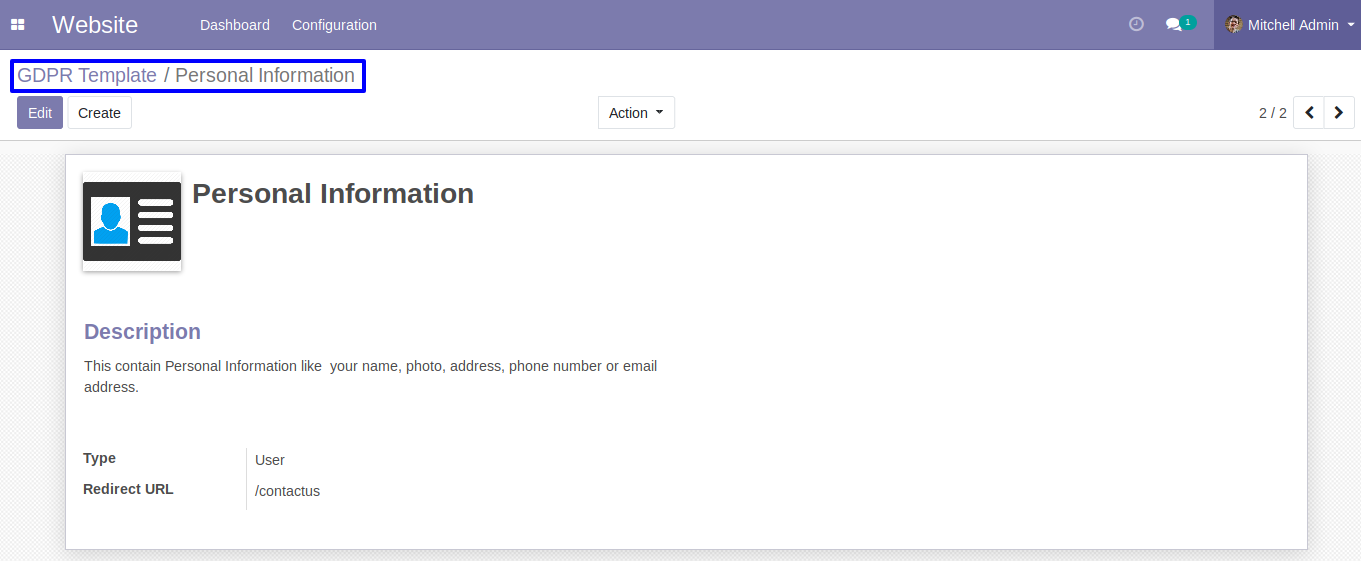 Website Dashboard Configuration 1 Mitchell Admin
GDPR Template / Personal Information
Edit Create Action 2 / 2
Personal Information
Description
This contain Personal Information like  your name, photo, address, phone number or email
address.
Type User
Redirect URL /contactus